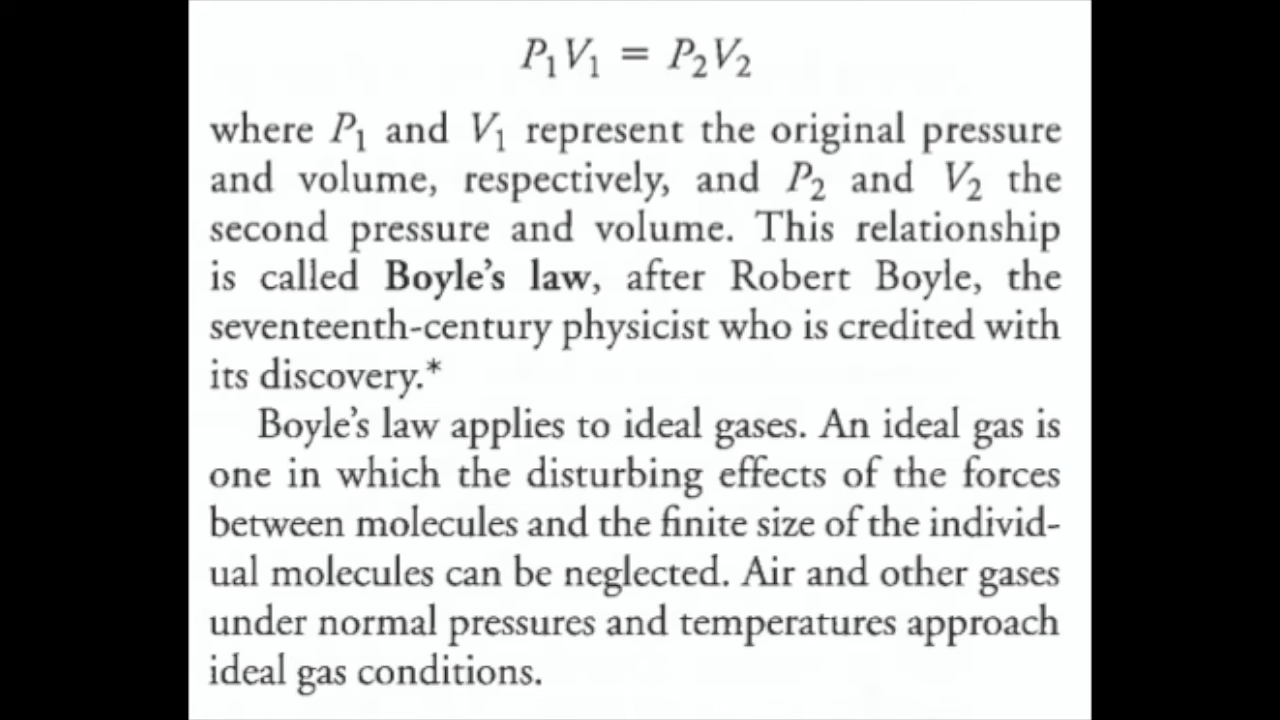 P₁V₁ = P₂V₂
where P₁ and V₁ represent the original pressure
and volume, respectively, and P₂ and V₂ the
second pressure and volume. This relationship
is called Boyle's law, after Robert Boyle, the
seventeenth-century physicist who is credited with
its discovery.*
Boyle's law applies to ideal gases. An ideal gas is
one in which the disturbing effects of the forces
between molecules and the finite size of the individ-
ual molecules can be neglected. Air and other gases
under normal pressures and temperatures approach
ideal gas conditions.